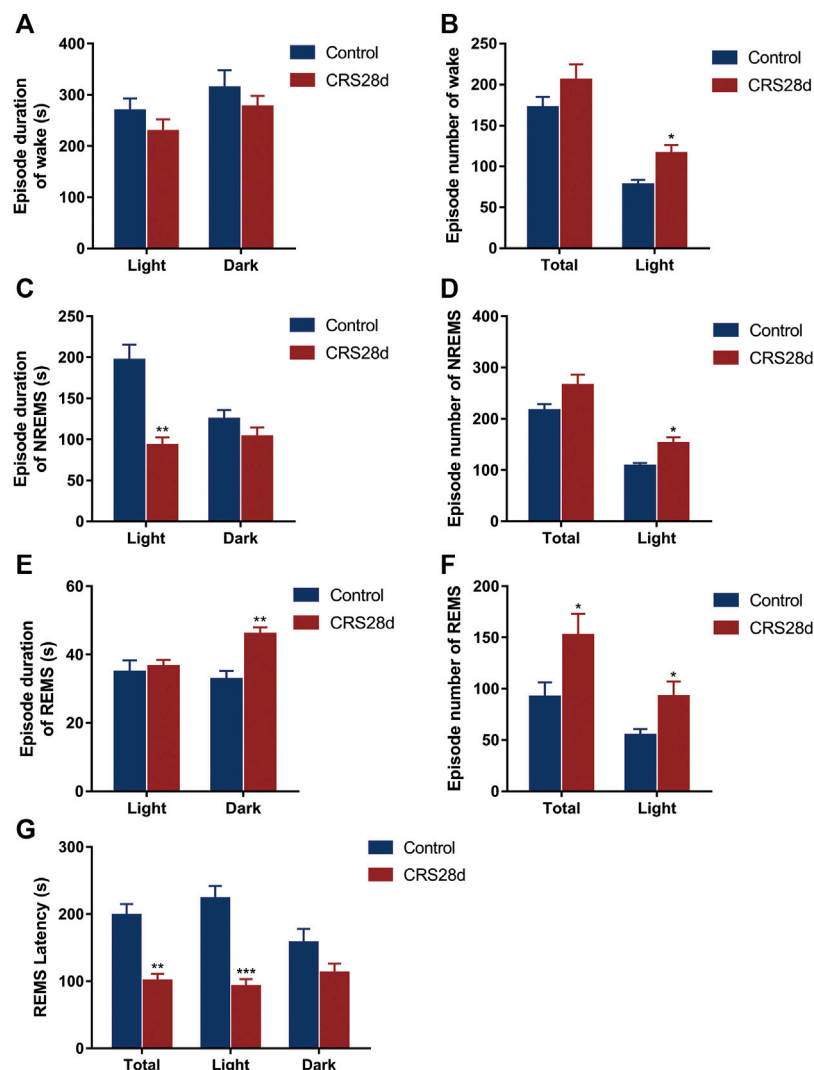 A
Episode duration
of wake (s)
400
300
200
100
0
Light
Dark
Control
CRS28d
B
Episode number of wake
250
200
150
100
50
0
Total
Light
*
Control
CRS28d
C
Episode duration
of NREMS (s)
250
200
150
100
50
0
Light
Dark
**
Control
CRS28d
D
Episode number of NREMS
400
300
200
100
0
Total
Light
*
Control
CRS28d
E
Episode duration
of REMS (s)
60
40
20
0
Light
Dark
**
Control
CRS28d
F
Episode number of REMS
200
150
100
50
0
Total
Light
*
*
Control
CRS28d
G
REMS Latency (s)
300
200
100
0
Total
Light
Dark
**
***
Control
CRS28d